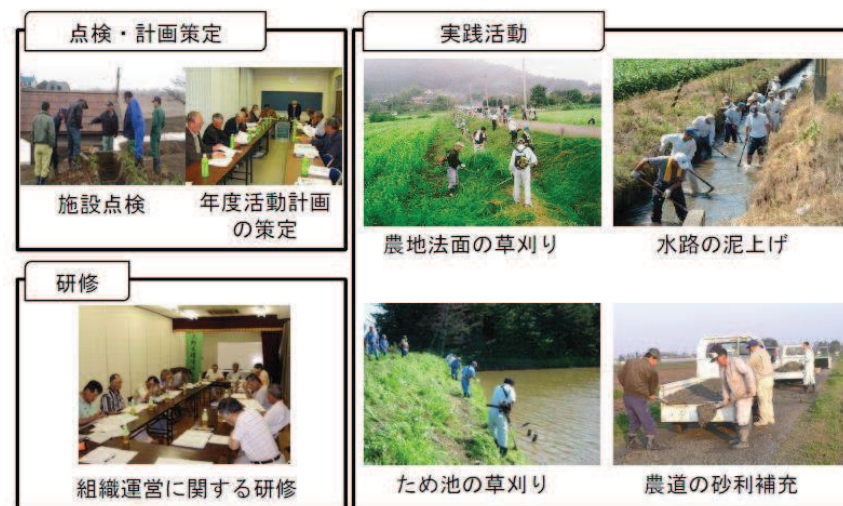 点検・計画策定
施設点検
年度活動計画
の策定
研修
組織運営に関する研修
実践活動
農地法面の草刈り
水路の泥上げ
ため池の草刈り
農道の砂利補充